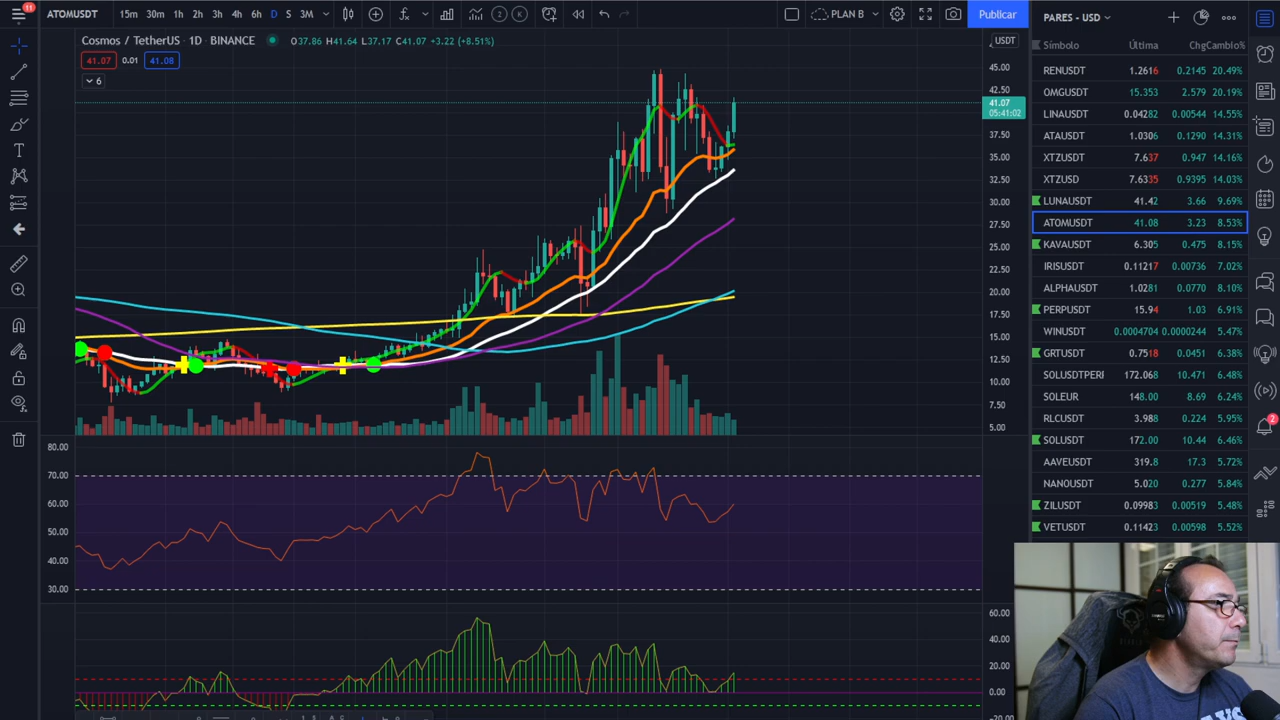 11
ATOMUSDT 15m 30m 1h 2h 3h 4h 6h D S 3M 2 K PLAN B Publicar
Cosmos / TetherUS · 1D · BINANCE O37.86 H41.64 L37.17 C41.07 +3.22 (+8.51%)
41.07 0.01 41.08
6
USDT
45.00
42.50
41.07
05:41:02
37.50
35.00
32.50
30.00
27.50
25.00
22.50
20.00
17.50
15.00
12.50
10.00
7.50
5.00
80.00
70.00
60.00
50.00
40.00
30.00
60.00
40.00
20.00
0.00
-20.00
PARES - USD
Símbolo Última Chg Cambio%
RENUSDT 1.2616 0.2145 20.49%
OMGUSDT 15.353 2.579 20.19%
LINAUSDT 0.04282 0.00544 14.55%
ATAUSDT 1.0306 0.1290 14.31%
XTZUSDT 7.637 0.947 14.16%
XTZUSD 7.6335 0.9395 14.03%
LUNAUSDT 41.42 3.66 9.69%
ATOMUSDT 41.08 3.23 8.53%
KAVAUSDT 6.305 0.475 8.15%
IRISUSDT 0.11217 0.00736 7.02%
ALPHAUSDT 1.0281 0.0770 8.10%
PERPUSDT 15.94 1.03 6.91%
WINUSDT 0.0004704 0.0000244 5.47%
GRTUSDT 0.7518 0.0451 6.38%
SOLUSDTPERI 172.068 10.471 6.48%
SOLEUR 148.00 8.69 6.24%
RLCUSDT 3.988 0.224 5.95%
SOLUSDT 172.00 10.44 6.46%
AAVEUSDT 319.8 17.3 5.72%
NANOUSDT 5.020 0.277 5.84%
ZILUSDT 0.09983 0.00519 5.48%
VETUSDT 0.11423 0.00598 5.52%
2